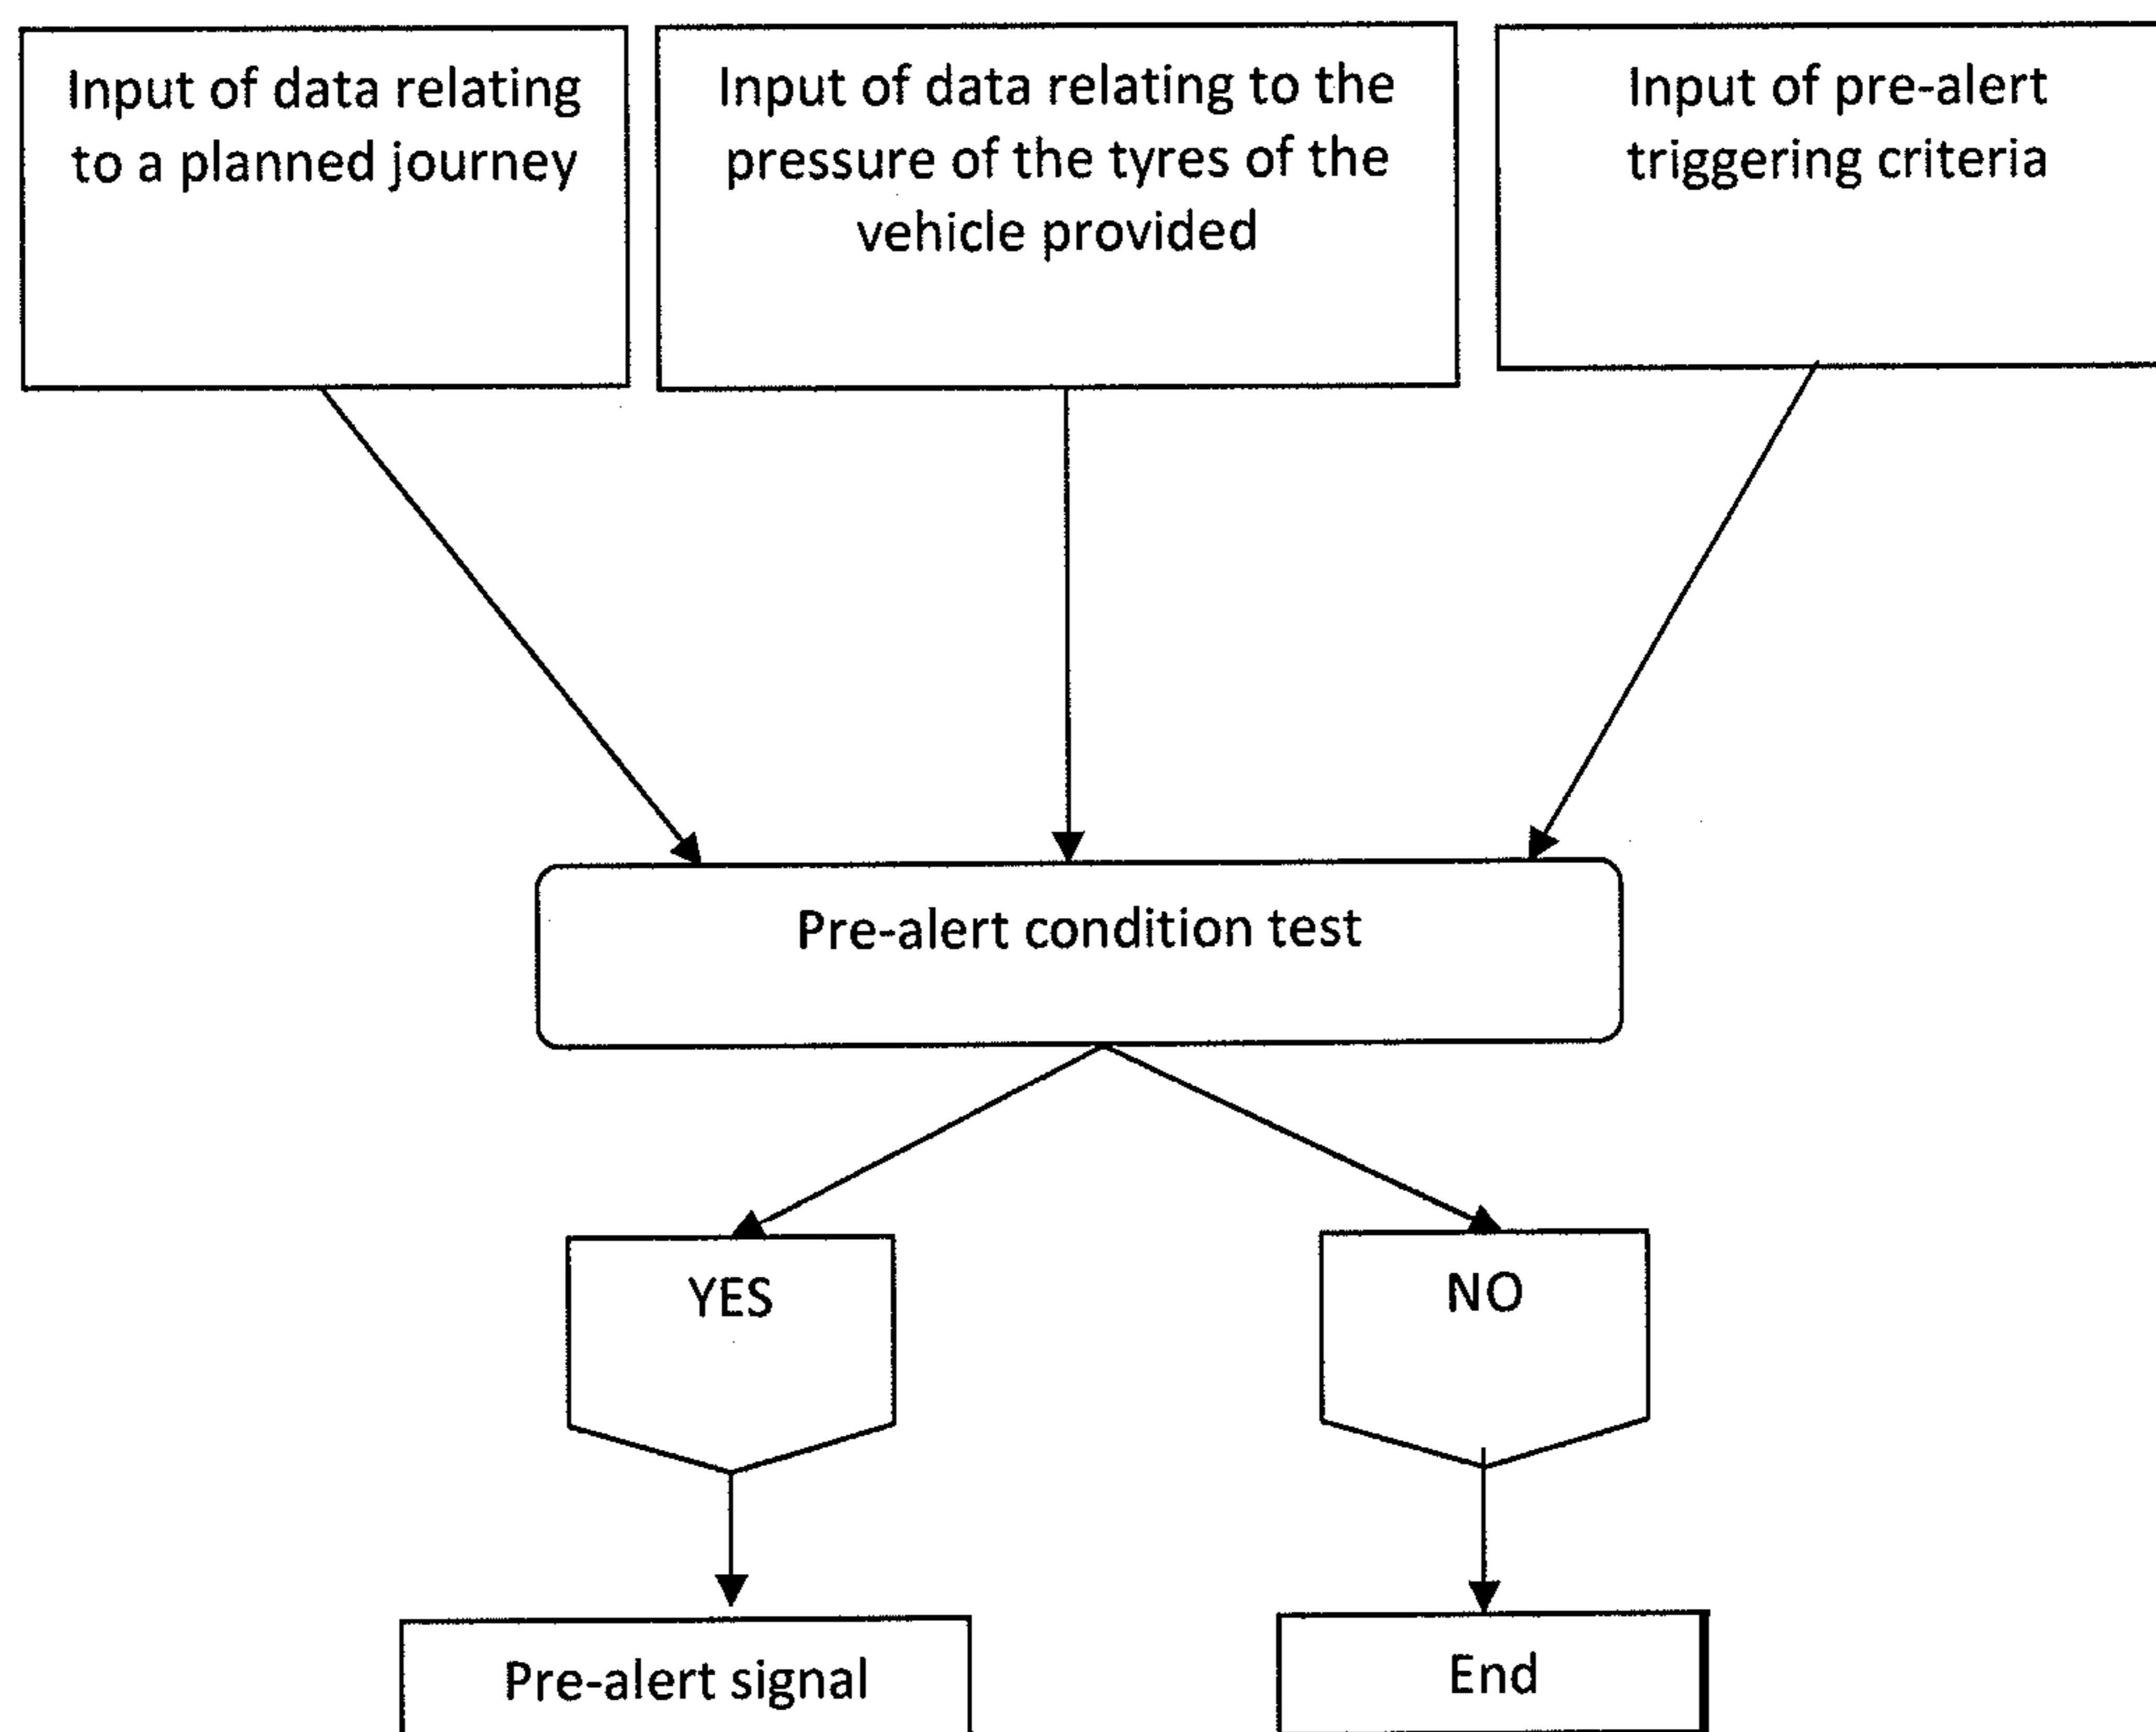 Input of data relating
to a planned journey
Input of data relating to the
pressure of the tyres of the
vehicle provided
Input of pre-alert
triggering criteria
Pre-alert condition test
YES
NO
Pre-alert signal
End